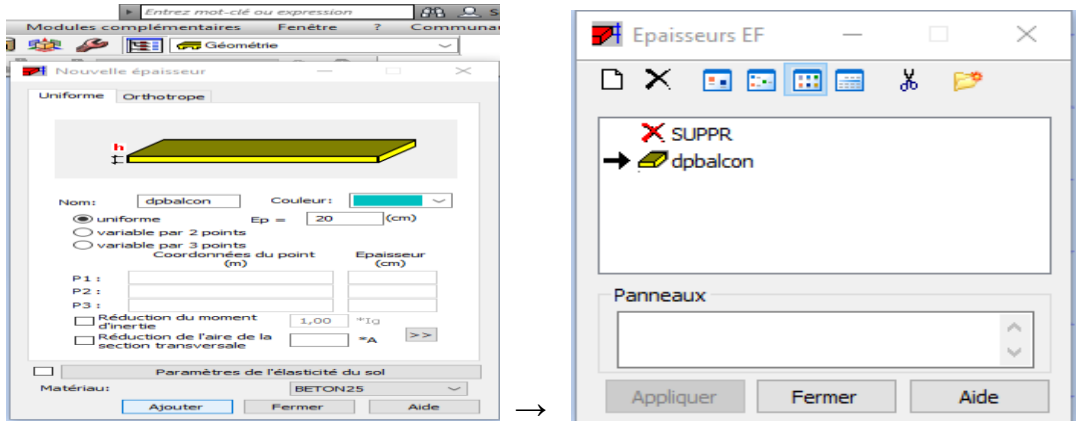 Entrez mot-clé ou expression
Modules complémentaires Fenêtre ? Communau
Géométrie
Nouvelle épaisseur
Uniforme Orthotrope
h
Nom: dpbalcon Couleur:
uniforme Ep = 20 (cm)
variable par 2 points
variable par 3 points
Coordonnées du point Epaisseur
(m) (cm)
P1 :
P2 :
P3 :
Réduction du moment
d'inertie 1,00 *Ig
Réduction de l'aire de la
section transversale *A >>
Paramètres de l'élasticité du sol
Matériau: BETON25
Ajouter Fermer Aide
→
Epaisseurs EF
SUPPR
dpbalcon
Panneaux
Appliquer Fermer Aide